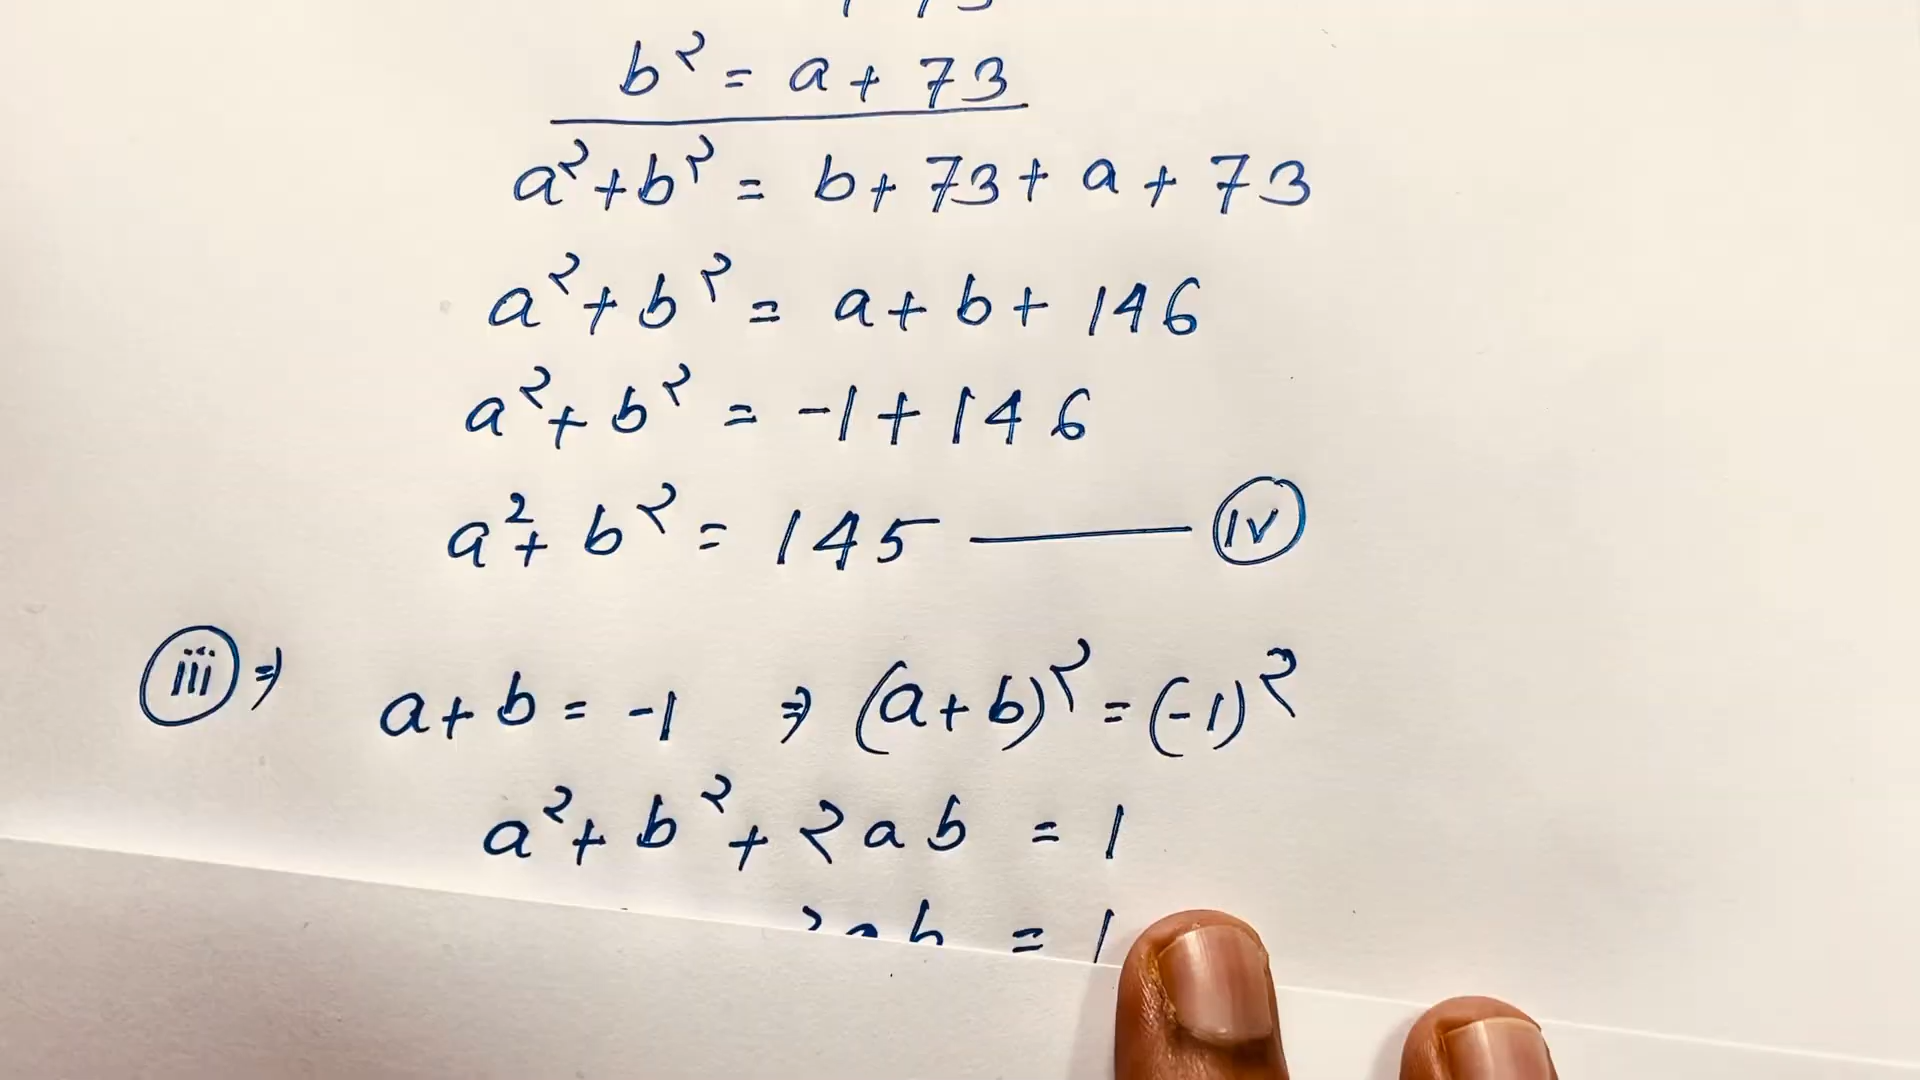 b² = a + 73
a² + b² = b + 73 + a + 73
a² + b² = a + b + 146
a² + b² = -1 + 146
a² + b² = 145 —— (iv)
(iii) ⇒ a + b = -1 ⇒ (a + b)² = (-1)²
a² + b² + 2ab = 1
= 1